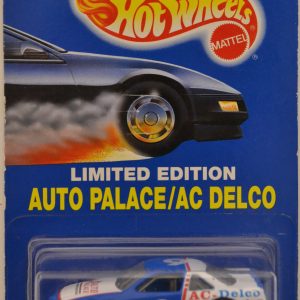 Hot Wheels
MATTEL
LIMITED EDITION
AUTO PALACE/AC DELCO
AC-Delco